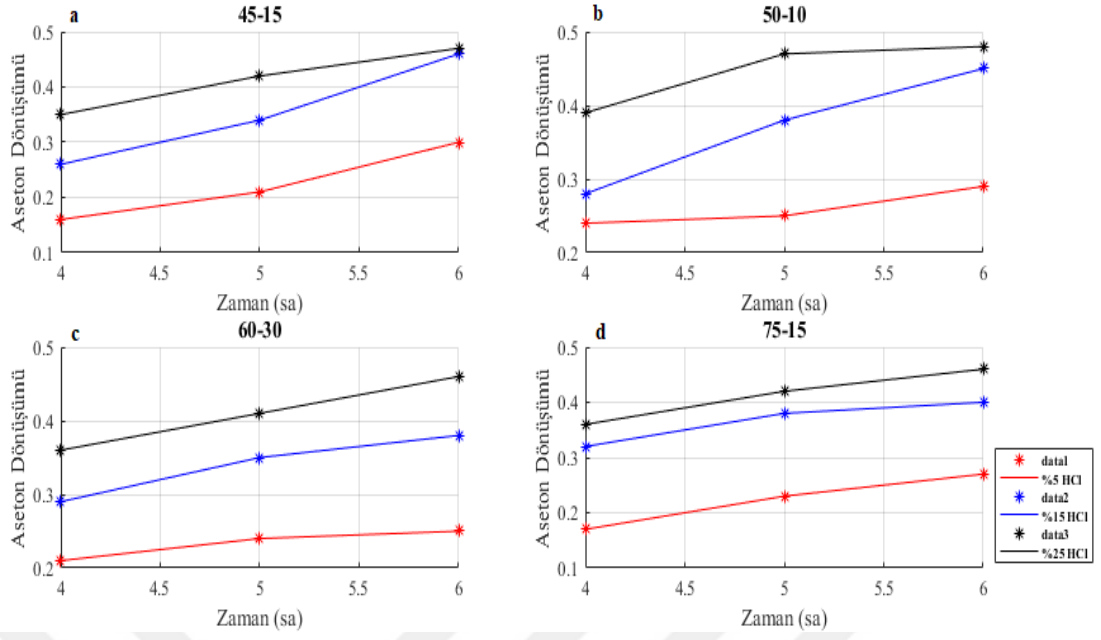 a
45-15
Aseton Dönüşümü
0.5
0.4
0.3
0.2
0.1
4 4.5 5 5.5 6
Zaman (sa)
b
50-10
Aseton Dönüşümü
0.5
0.4
0.3
0.2
4 4.5 5 5.5 6
Zaman (sa)
c
60-30
Aseton Dönüşümü
0.5
0.4
0.3
0.2
4 4.5 5 5.5 6
Zaman (sa)
d
75-15
Aseton Dönüşümü
0.5
0.4
0.3
0.2
0.1
4 4.5 5 5.5 6
Zaman (sa)
data1
%5 HCl
data2
%15 HCl
data3
%25 HCl